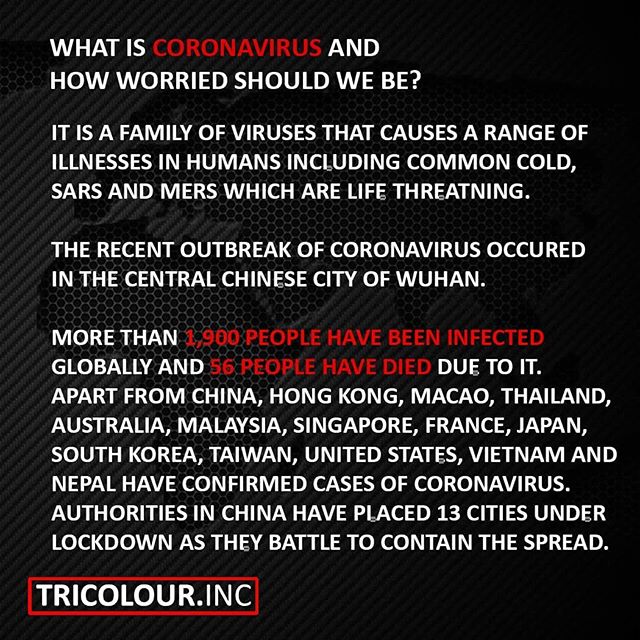 WHAT IS CORONAVIRUS AND
HOW WORRIED SHOULD WE BE?
IT IS A FAMILY OF VIRUSES THAT CAUSES A RANGE OF
ILLNESSES IN HUMANS INCLUDING COMMON COLD,
SARS AND MERS WHICH ARE LIFE THREATNING.
THE RECENT OUTBREAK OF CORONAVIRUS OCCURED
IN THE CENTRAL CHINESE CITY OF WUHAN.
MORE THAN 1,900 PEOPLE HAVE BEEN INFECTED
GLOBALLY AND 56 PEOPLE HAVE DIED DUE TO IT.
APART FROM CHINA, HONG KONG, MACAO, THAILAND,
AUSTRALIA, MALAYSIA, SINGAPORE, FRANCE, JAPAN,
SOUTH KOREA, TAIWAN, UNITED STATES, VIETNAM AND
NEPAL HAVE CONFIRMED CASES OF CORONAVIRUS.
AUTHORITIES IN CHINA HAVE PLACED 13 CITIES UNDER
LOCKDOWN AS THEY BATTLE TO CONTAIN THE SPREAD.
TRICOLOUR.INC